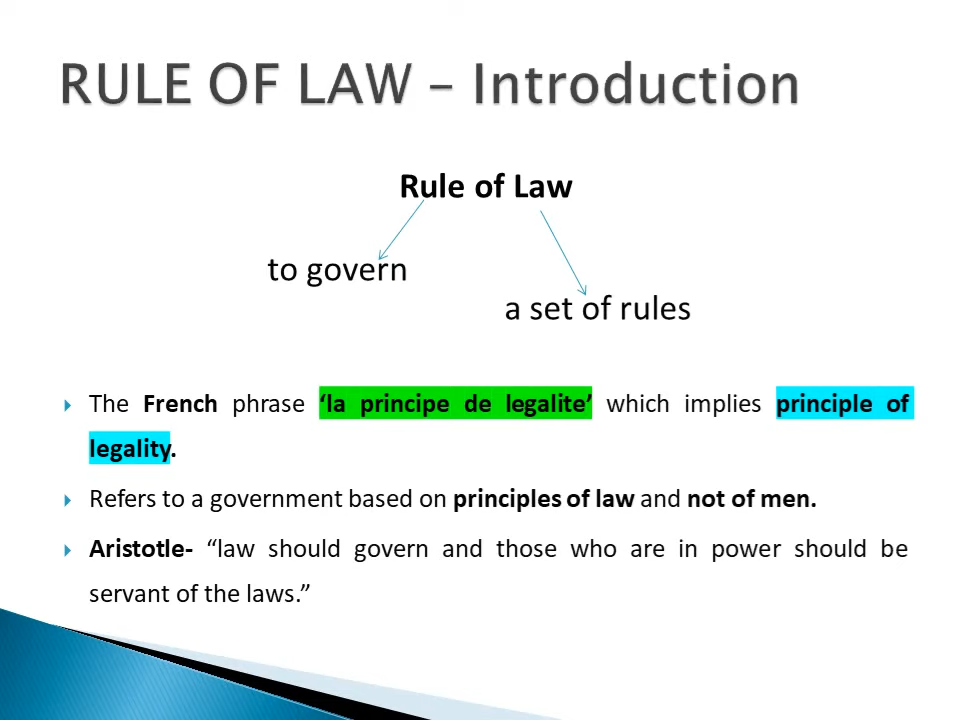 RULE OF LAW – Introduction
Rule of Law
to govern
a set of rules
The French phrase ‘la principe de legalite’ which implies principle of
legality.
Refers to a government based on principles of law and not of men.
Aristotle- “law should govern and those who are in power should be
servant of the laws.”